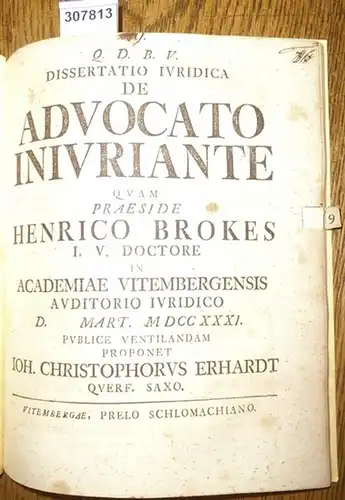 307813
Q. D. B. V.
DISSERTATIO IVRIDICA
DE
ADVOCATO
INIVRIANTE
QVAM
PRAESIDE
HENRICO BROKES
I. V. DOCTORE
IN
ACADEMIAE VITEMBERGENSIS
AVDITORIO IVRIDICO
D. MART. MDCCXXXI.
PVBLICE VENTILANDAM
PROPONET
IOH. CHRISTOPHORVS ERHARDT
QVERF. SAXO.
VITEMBERGAE, PRELO SCHLOMACHIANO.
9